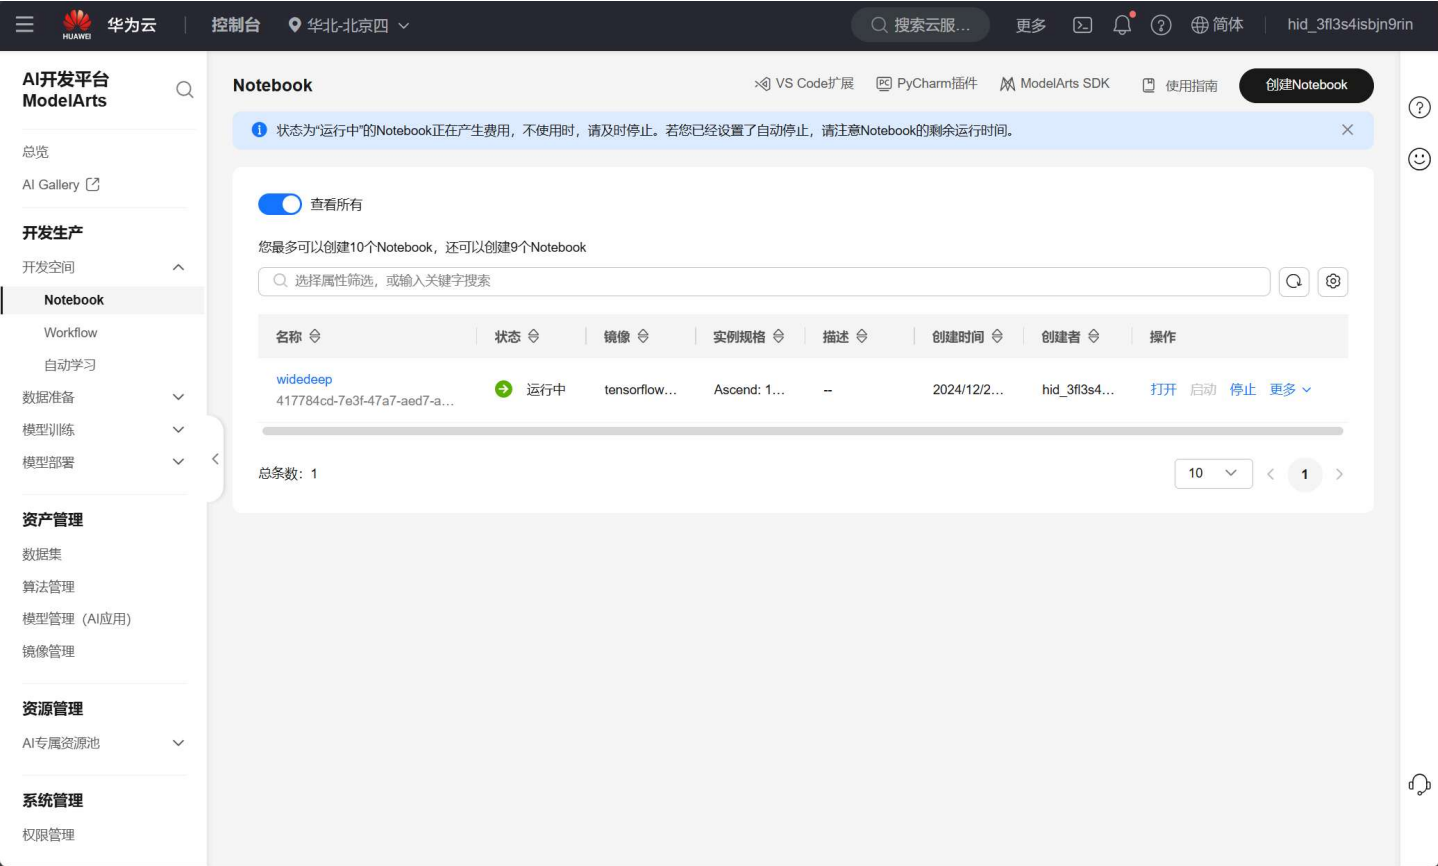 HUAWEI 华为云 控制台 华北-北京四 搜索云服... 更多 简体 hid_3fl3s4isbjn9rin
AI开发平台
ModelArts
总览
AI Gallery
开发生产
开发空间
Notebook
Workflow
自动学习
数据准备
模型训练
模型部署
资产管理
数据集
算法管理
模型管理（AI应用）
镜像管理
资源管理
AI专属资源池
系统管理
权限管理
Notebook VS Code扩展 PyCharm插件 ModelArts SDK 使用指南 创建Notebook
状态为“运行中”的Notebook正在产生费用，不使用时，请及时停止。若您已经设置了自动停止，请注意Notebook的剩余运行时间。
查看所有
您最多可以创建10个Notebook，还可以创建9个Notebook
选择属性筛选，或输入关键字搜索
名称 状态 镜像 实例规格 描述 创建时间 创建者 操作
widedeep
417784cd-7e3f-47a7-aed7-a... 运行中 tensorflow... Ascend: 1... -- 2024/12/2... hid_3fl3s4... 打开 启动 停止 更多
总条数：1 10 1